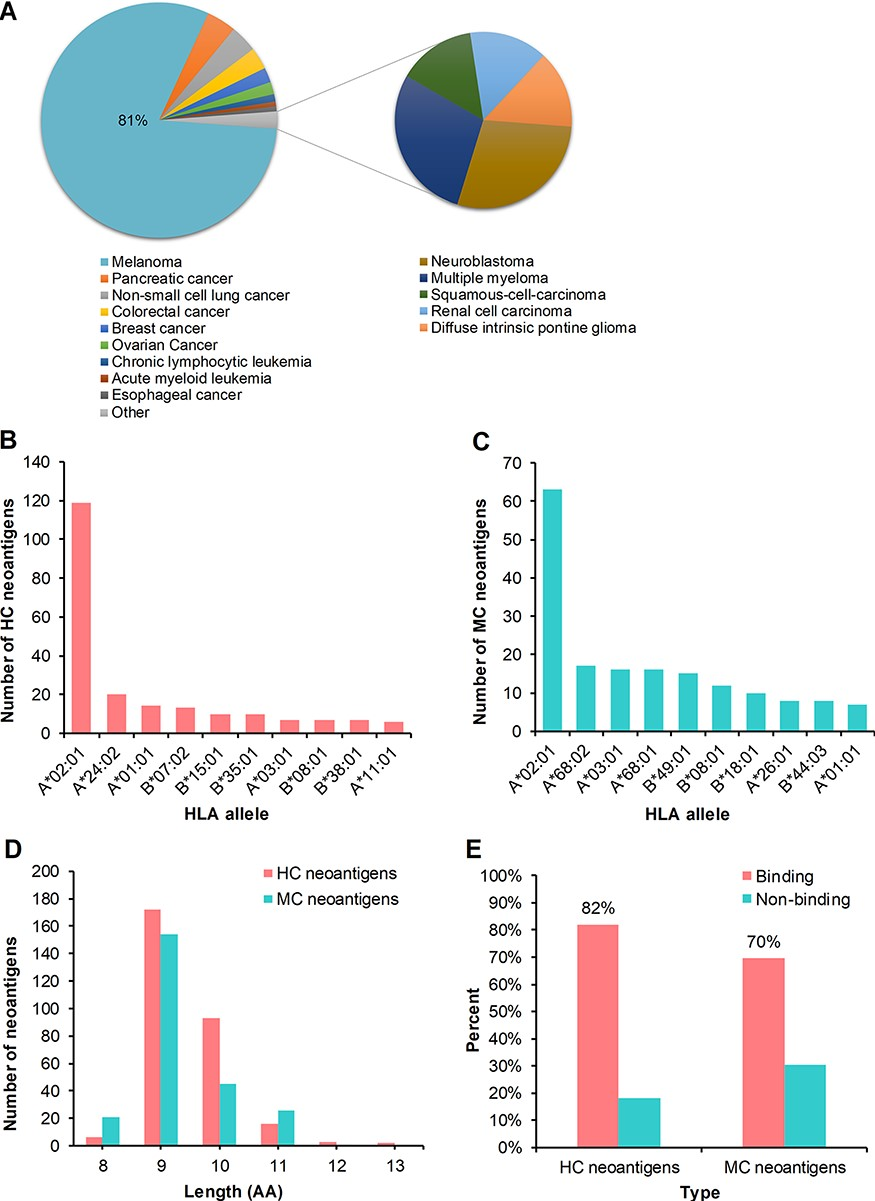 A
81%
Melanoma
Pancreatic cancer
Non-small cell lung cancer
Colorectal cancer
Breast cancer
Ovarian Cancer
Chronic lymphocytic leukemia
Acute myeloid leukemia
Esophageal cancer
Other
Neuroblastoma
Multiple myeloma
Squamous-cell-carcinoma
Renal cell carcinoma
Diffuse intrinsic pontine glioma
B
Number of HC neoantigens
140
120
100
80
60
40
20
0
A*02:01
A*24:02
A*01:01
B*07:02
B*15:01
B*35:01
A*03:01
B*08:01
B*38:01
A*11:01
HLA allele
C
Number of MC neoantigens
70
60
50
40
30
20
10
0
A*02:01
A*68:02
A*03:01
A*68:01
B*49:01
B*08:01
B*18:01
A*26:01
B*44:03
A*01:01
HLA allele
D
Number of neoantigens
200
180
160
140
120
100
80
60
40
20
0
HC neoantigens
MC neoantigens
8 9 10 11 12 13
Length (AA)
E
Percent
100%
90%
80%
70%
60%
50%
40%
30%
20%
10%
0%
Binding
Non-binding
82%
70%
HC neoantigens MC neoantigens
Type